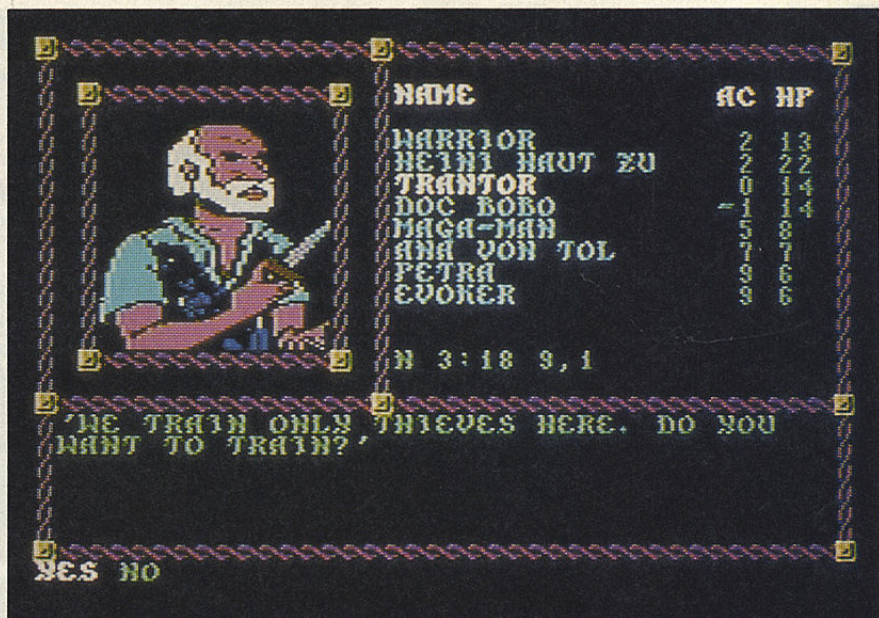 NAME AC HP
WARRIOR 2 13
HEINI HAUT ZU 2 22
TRANTOR 0 14
DOC BOBO -1 14
MAGA-MAN 5 8
ANA VON TOL 7 7
PETRA 9 6
EVOKER 9 6
N 3:18 9,1
'WE TRAIN ONLY THIEVES HERE. DO YOU
WANT TO TRAIN?'
YES NO